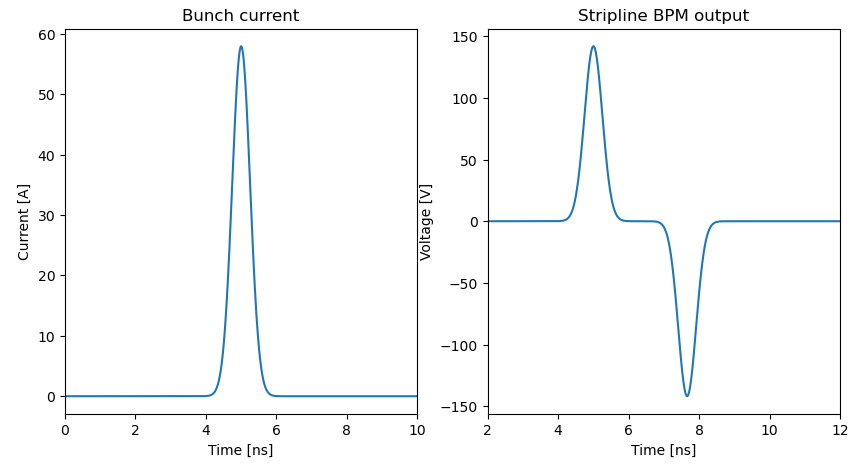 Bunch current
Current [A]
60
50
40
30
20
10
0
0 2 4 6 8 10
Time [ns]
Stripline BPM output
Voltage [V]
150
100
50
0
−50
−100
−150
2 4 6 8 10 12
Time [ns]